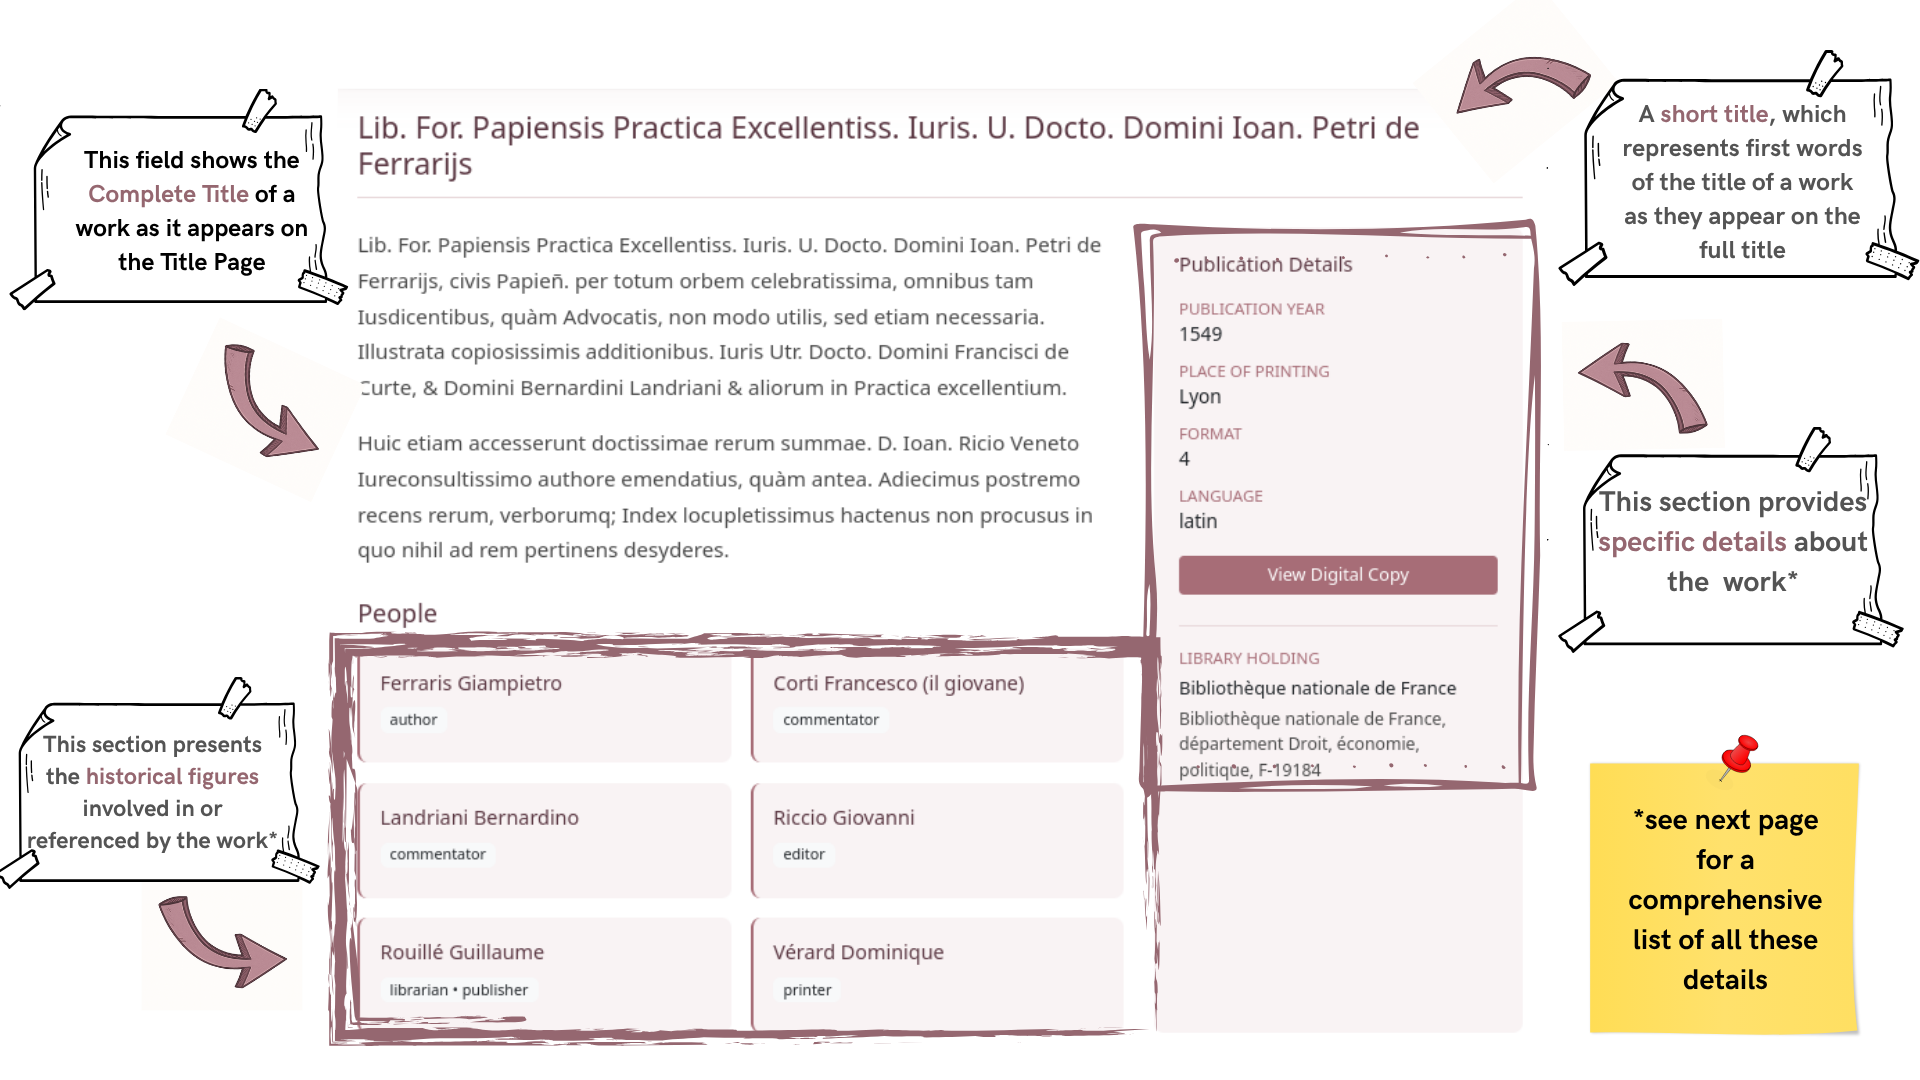 Lib. For. Papiensis Practica Excellentiss. Iuris. U. Docto. Domini Ioan. Petri de
Ferrarijs
This field shows the
Complete Title of a
work as it appears on
the Title Page
A short title, which
represents first words
of the title of a work
as they appear on the
full title
Lib. For. Papiensis Practica Excellentiss. Iuris. U. Docto. Domini Ioan. Petri de
Ferrarijs, civis Papieñ. per totum orbem celebratissima, omnibus tam
Iusdicentibus, quàm Advocatis, non modo utilis, sed etiam necessaria.
Illustrata copiosissimis additionibus. Iuris Utr. Docto. Domini Francisci de
Curte, & Domini Bernardini Landriani & aliorum in Practica excellentium.
Huic etiam accesserunt doctissimae rerum summae. D. Ioan. Ricio Veneto
Iureconsultissimo authore emendatius, quàm antea. Adiecimus postremo
recens rerum, verborumq; Index locupletissimus hactenus non procusus in
quo nihil ad rem pertinens desyderes.
Publication Details
PUBLICATION YEAR
1549
PLACE OF PRINTING
Lyon
FORMAT
4
LANGUAGE
latin
View Digital Copy
LIBRARY HOLDING
Bibliothèque nationale de France
Bibliothèque nationale de France,
département Droit, économie,
politique, F-19184
This section provides
specific details about
the work*
People
Ferraris Giampietro
author
Corti Francesco (il giovane)
commentator
Landriani Bernardino
commentator
Riccio Giovanni
editor
Rouillé Guillaume
librarian • publisher
Vérard Dominique
printer
This section presents
the historical figures
involved in or
referenced by the work*
*see next page
for a
comprehensive
list of all these
details